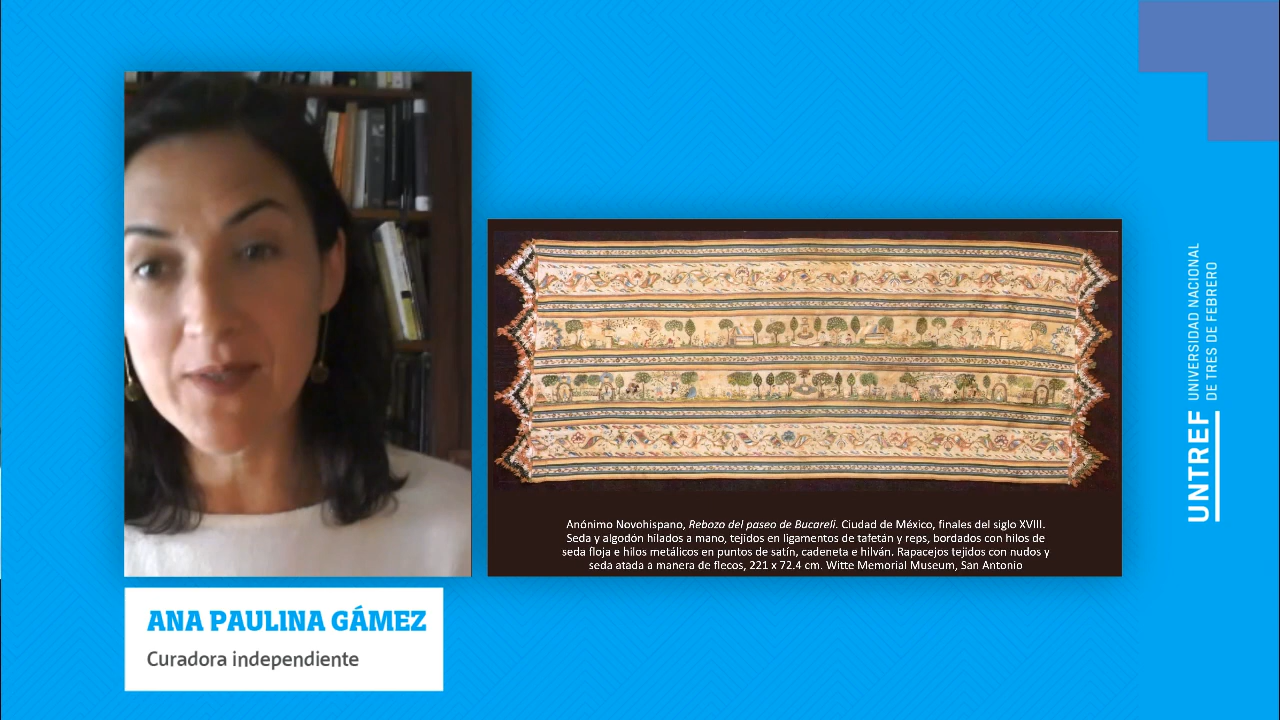 Anónimo Novohispano, Rebozo del paseo de Bucareli. Ciudad de México, finales del siglo XVIII.
Seda y algodón hilados a mano, tejidos en ligamentos de tafetán y reps, bordados con hilos de
seda floja e hilos metálicos en puntos de satín, cadeneta e hilván. Rapacejos tejidos con nudos y
seda atada a manera de flecos, 221 x 72.4 cm. Witte Memorial Museum, San Antonio
ANA PAULINA GÁMEZ
Curadora independiente
UNTREF
UNIVERSIDAD NACIONAL
DE TRES DE FEBRERO